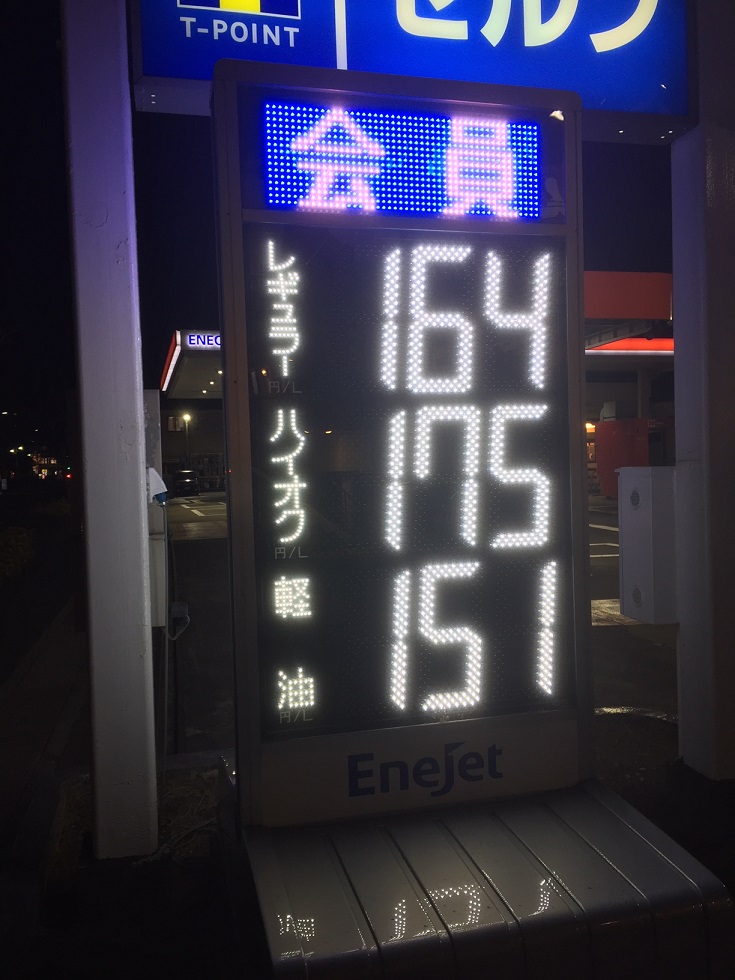 T-POINT
セルフ
会員
ENEO
レギュラー 164
円/L
ハイオク 175
円/L
軽油 151
円/L
EneJet